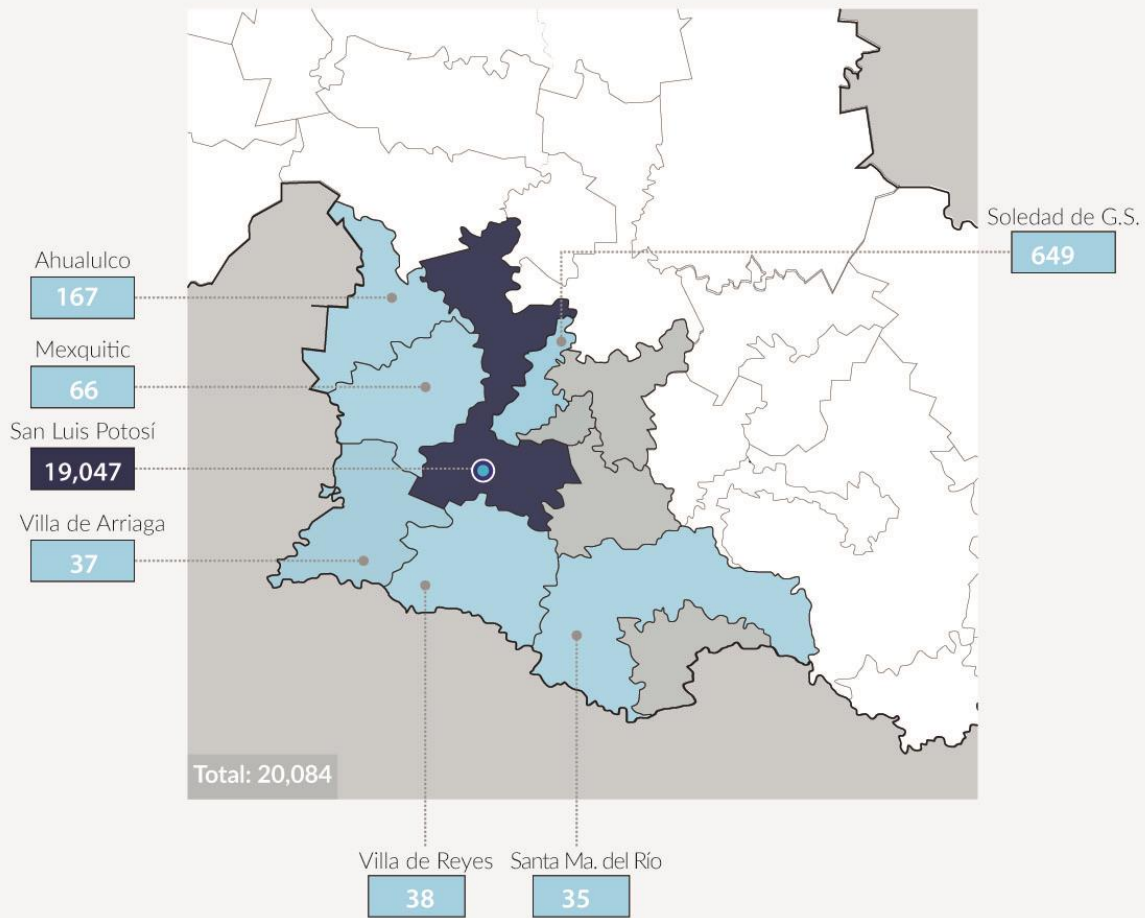 Soledad de G.S.
649
Ahualulco
167
Mexquitic
66
San Luis Potosí
19,047
Villa de Arriaga
37
Total: 20,084
Villa de Reyes
38
Santa Ma. del Río
35